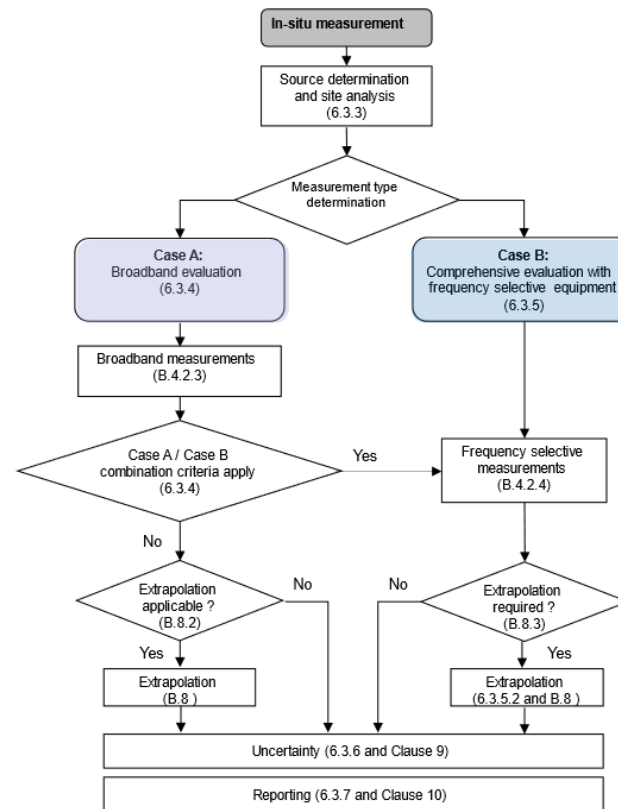 In-situ measurement
Source determination
and site analysis
(6.3.3)
Measurement type
determination
Case A:
Broadband evaluation
(6.3.4)
Case B:
Comprehensive evaluation with
frequency selective equipment
(6.3.5)
Broadband measurements
(B.4.2.3)
Case A / Case B
combination criteria apply
(6.3.4)
Yes
Frequency selective
measurements
(B.4.2.4)
No
Extrapolation
applicable ?
(B.8.2)
No
No
Extrapolation
required ?
(B.8.3)
Yes
Yes
Extrapolation
(B.8 )
Extrapolation
(6.3.5.2 and B.8 )
Uncertainty (6.3.6 and Clause 9)
Reporting (6.3.7 and Clause 10)